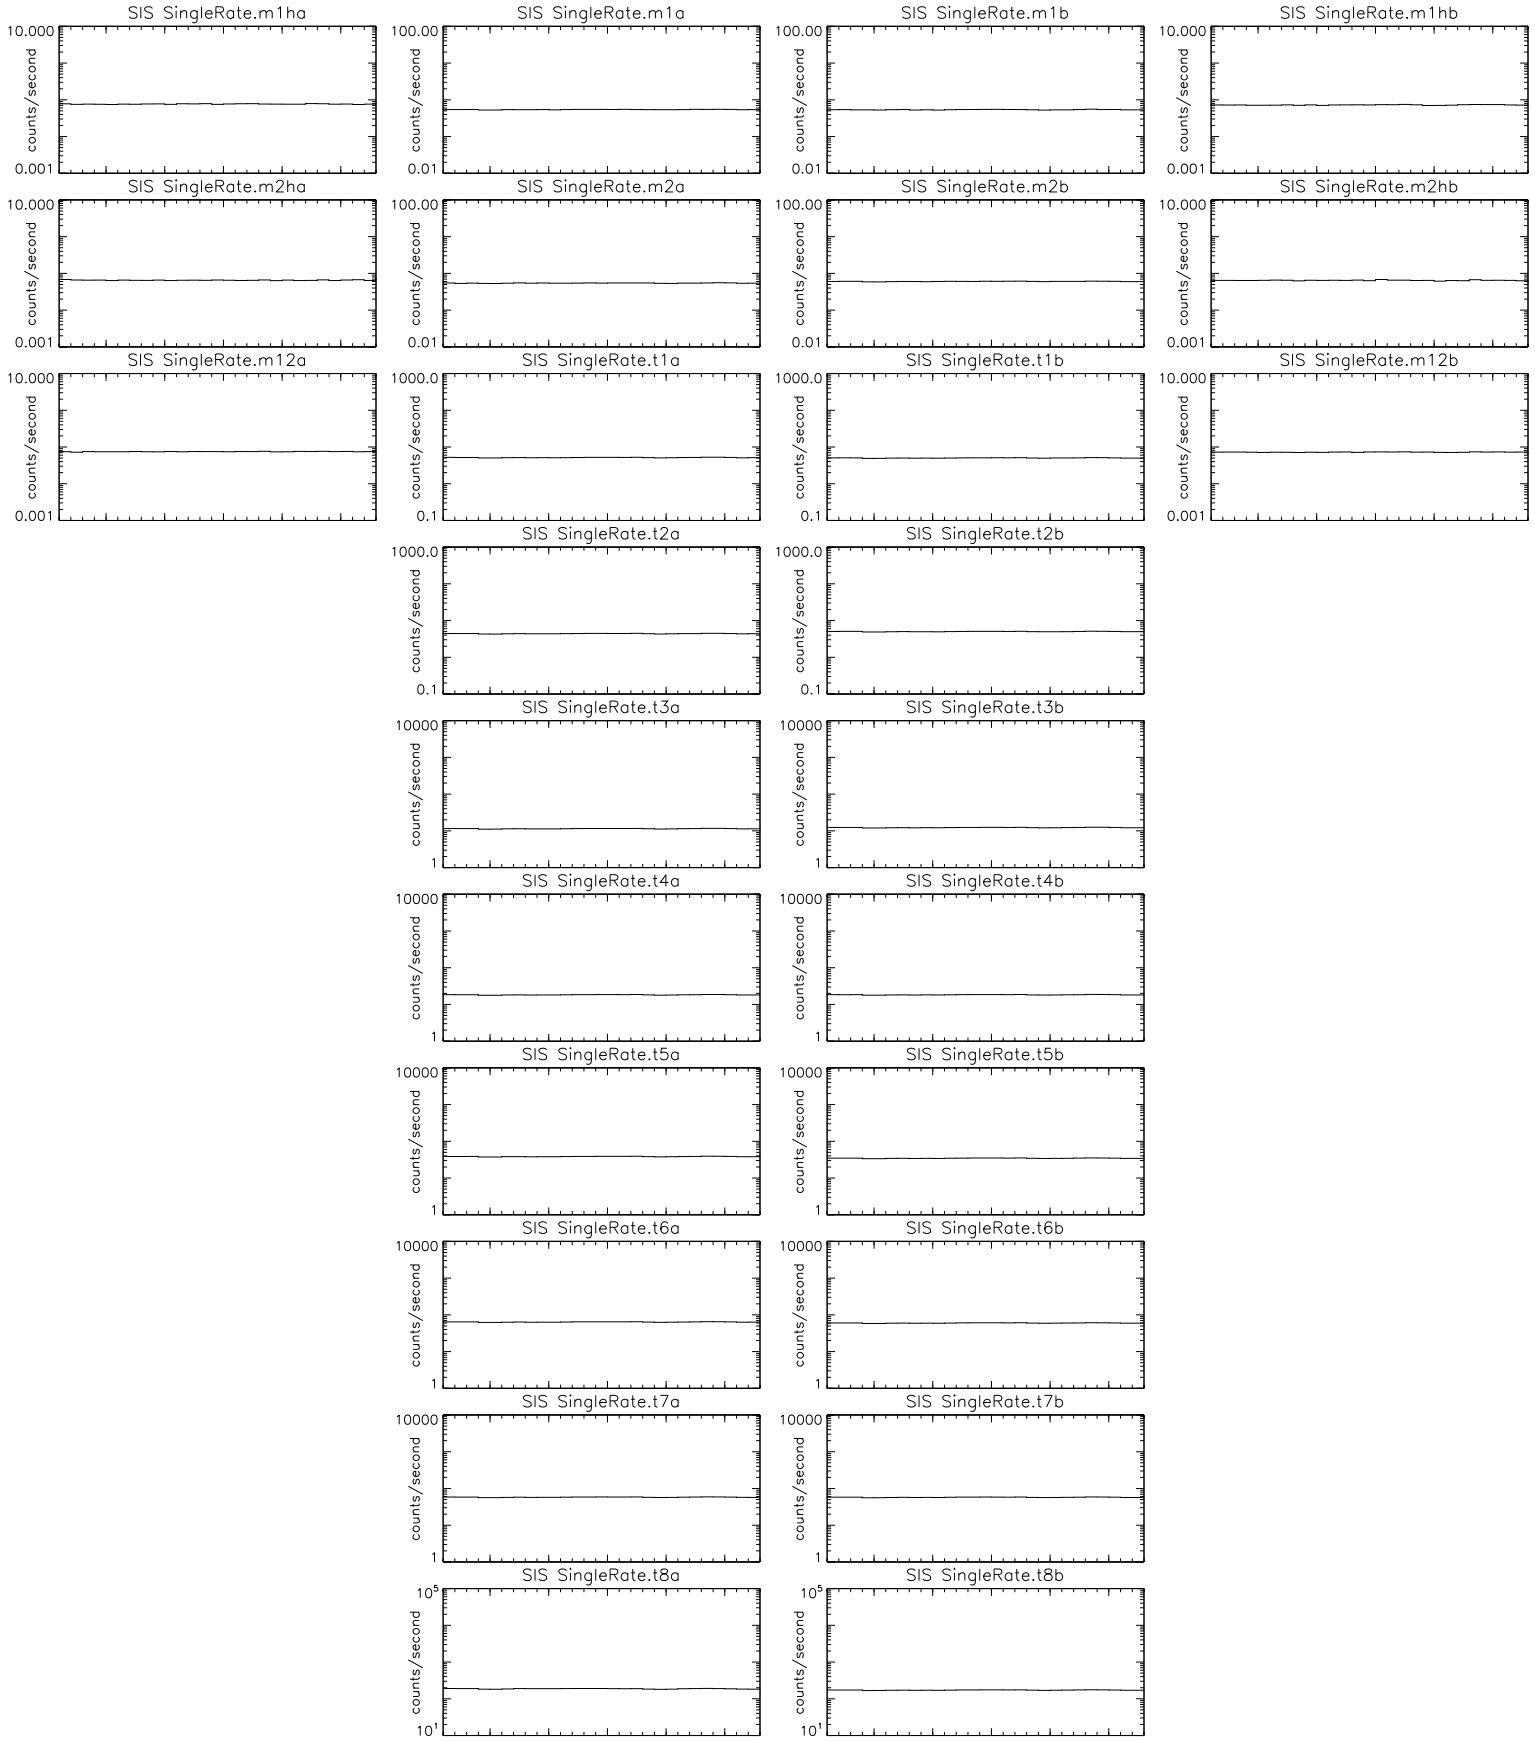 SIS SingleRate.m1ha
10.000
counts/second
0.001
SIS SingleRate.m1a
100.00
counts/second
0.01
SIS SingleRate.m1b
100.00
counts/second
0.01
SIS SingleRate.m1hb
10.000
counts/second
0.001
SIS SingleRate.m2ha
10.000
counts/second
0.001
SIS SingleRate.m2a
100.00
counts/second
0.01
SIS SingleRate.m2b
100.00
counts/second
0.01
SIS SingleRate.m2hb
10.000
counts/second
0.001
SIS SingleRate.m12a
10.000
counts/second
0.001
SIS SingleRate.t1a
1000.0
counts/second
0.1
SIS SingleRate.t1b
1000.0
counts/second
0.1
SIS SingleRate.m12b
10.000
counts/second
0.001
SIS SingleRate.t2a
1000.0
counts/second
0.1
SIS SingleRate.t2b
1000.0
counts/second
0.1
SIS SingleRate.t3a
10000
counts/second
1
SIS SingleRate.t3b
10000
counts/second
1
SIS SingleRate.t4a
10000
counts/second
1
SIS SingleRate.t4b
10000
counts/second
1
SIS SingleRate.t5a
10000
counts/second
1
SIS SingleRate.t5b
10000
counts/second
1
SIS SingleRate.t6a
10000
counts/second
1
SIS SingleRate.t6b
10000
counts/second
1
SIS SingleRate.t7a
10000
counts/second
1
SIS SingleRate.t7b
10000
counts/second
1
SIS SingleRate.t8a
10⁵
counts/second
10¹
SIS SingleRate.t8b
10⁵
counts/second
10¹